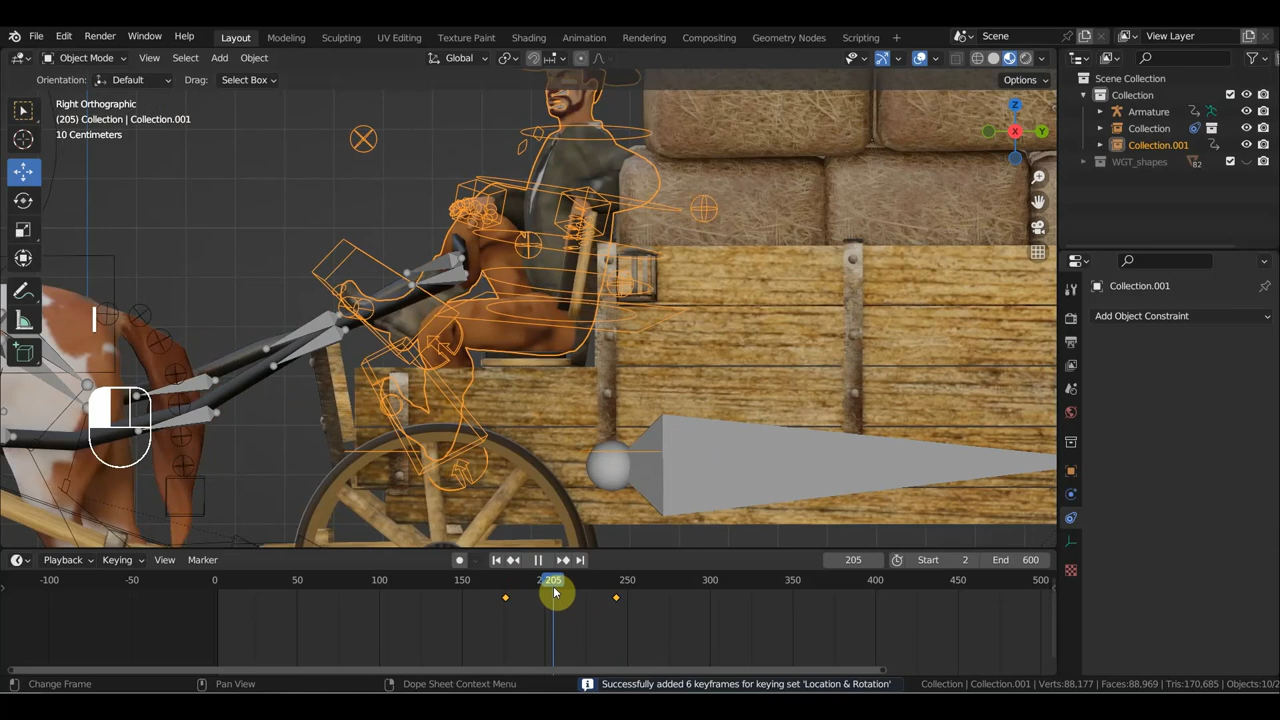 File Edit Render Window Help Layout Modeling Sculpting UV Editing Texture Paint Shading Animation Rendering Compositing Geometry Nodes Scripting + Scene View Layer
Object Mode View Select Add Object Global
Orientation: Default Drag: Select Box Options
Right Orthographic
(205) Collection | Collection.001
10 Centimeters
Z
X
Y
Scene Collection
Collection
Armature
Collection
Collection.001
WGT_shapes 82
Collection.001
Add Object Constraint
I
Playback Keying View Marker 205 Start 2 End 600
-100 -50 0 50 100 150 205 250 300 350 400 450 500
Change Frame Pan View Dope Sheet Context Menu Successfully added 6 keyframes for keying set 'Location & Rotation' Collection | Collection.001 | Verts:88,177 | Faces:88,969 | Tris:170,685 | Objects:10/2